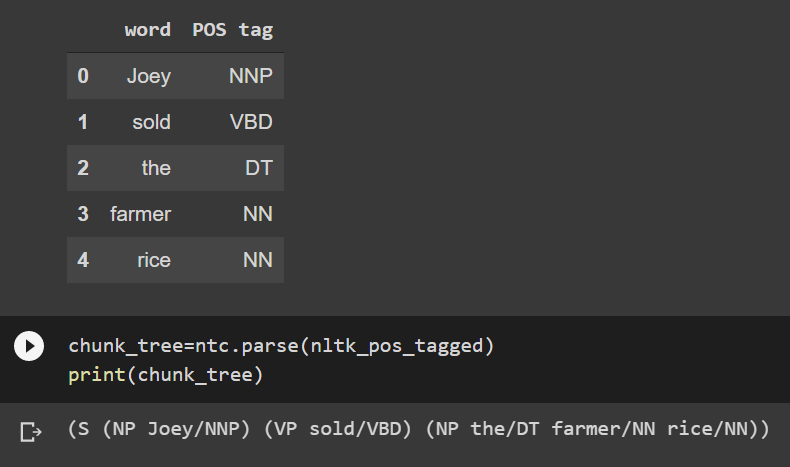 word POS tag
0 Joey NNP
1 sold VBD
2 the DT
3 farmer NN
4 rice NN
chunk_tree=ntc.parse(nltk_pos_tagged)
print(chunk_tree)
(S (NP Joey/NNP) (VP sold/VBD) (NP the/DT farmer/NN rice/NN))